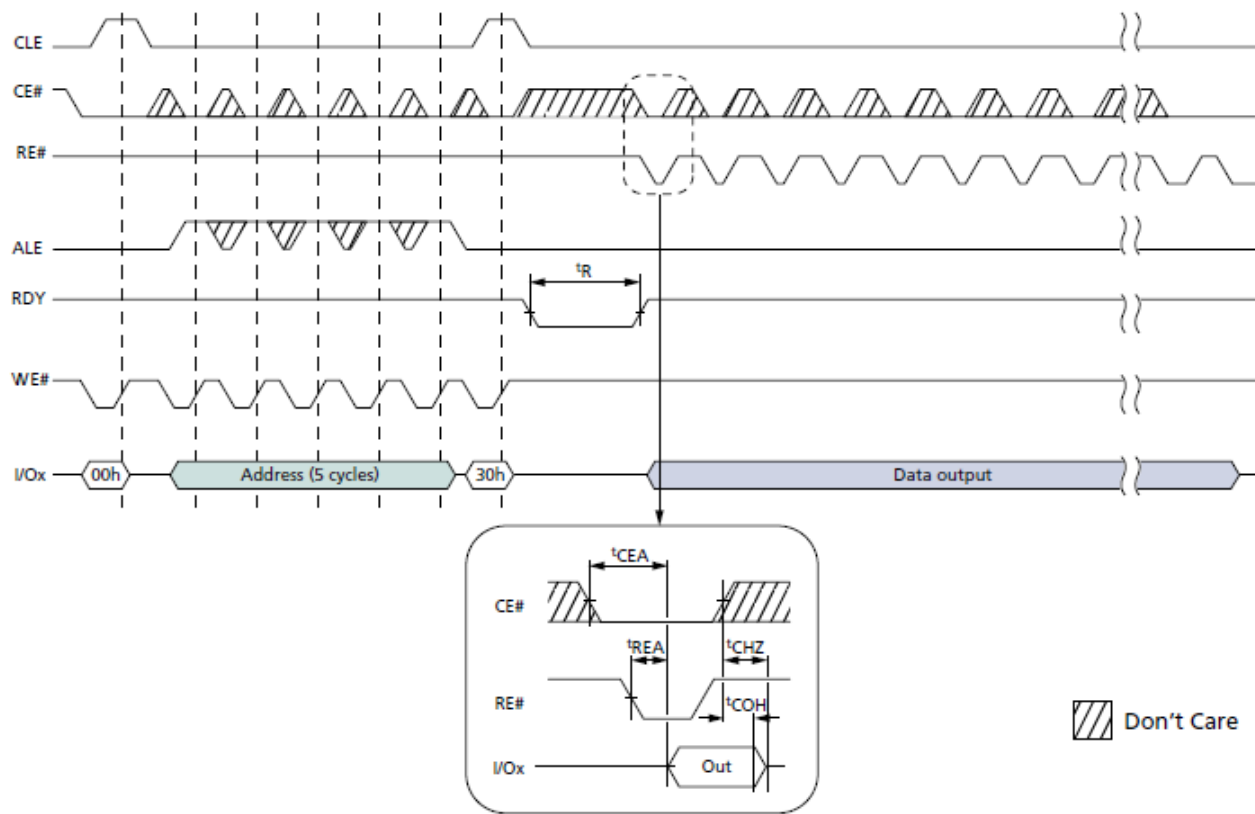 CLE
CE#
RE#
ALE
tR
RDY
WE#
I/Ox 00h Address (5 cycles) 30h Data output
tCEA
CE#
tREA tCHZ
RE# tCOH
I/Ox Out
Don't Care